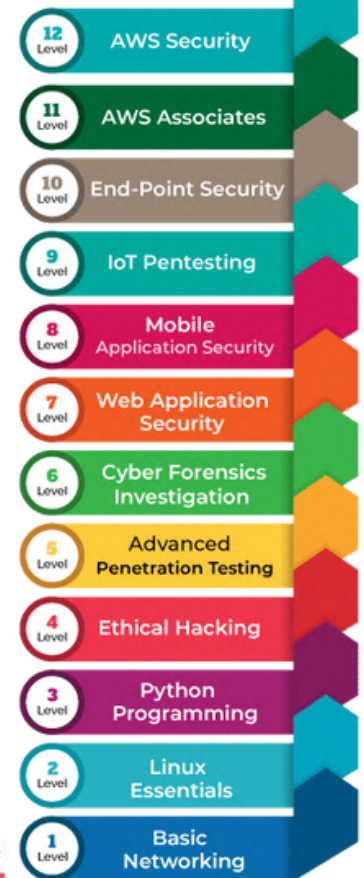 12
Level
AWS Security
11
Level
AWS Associates
10
Level
End-Point Security
9
Level
IoT Pentesting
8
Level
Mobile
Application Security
7
Level
Web Application
Security
6
Level
Cyber Forensics
Investigation
5
Level
Advanced
Penetration Testing
4
Level
Ethical Hacking
3
Level
Python
Programming
2
Level
Linux
Essentials
1
Level
Basic
Networking